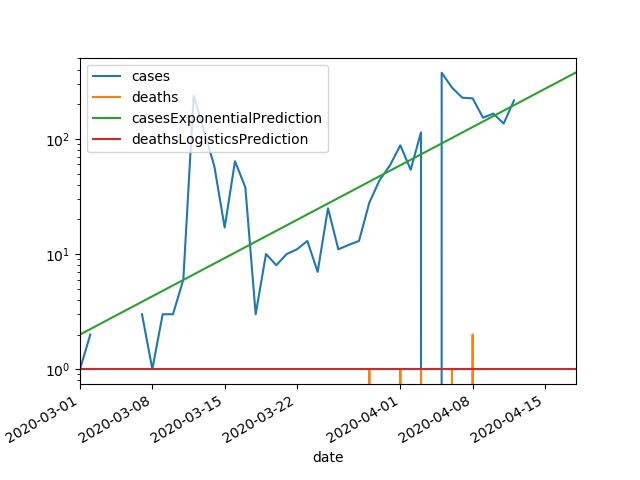 cases
deaths
casesExponentialPrediction
deathsLogisticsPrediction
10²
10¹
10⁰
2020-03-01
2020-03-08
2020-03-15
2020-03-22
2020-04-01
2020-04-08
2020-04-15
date